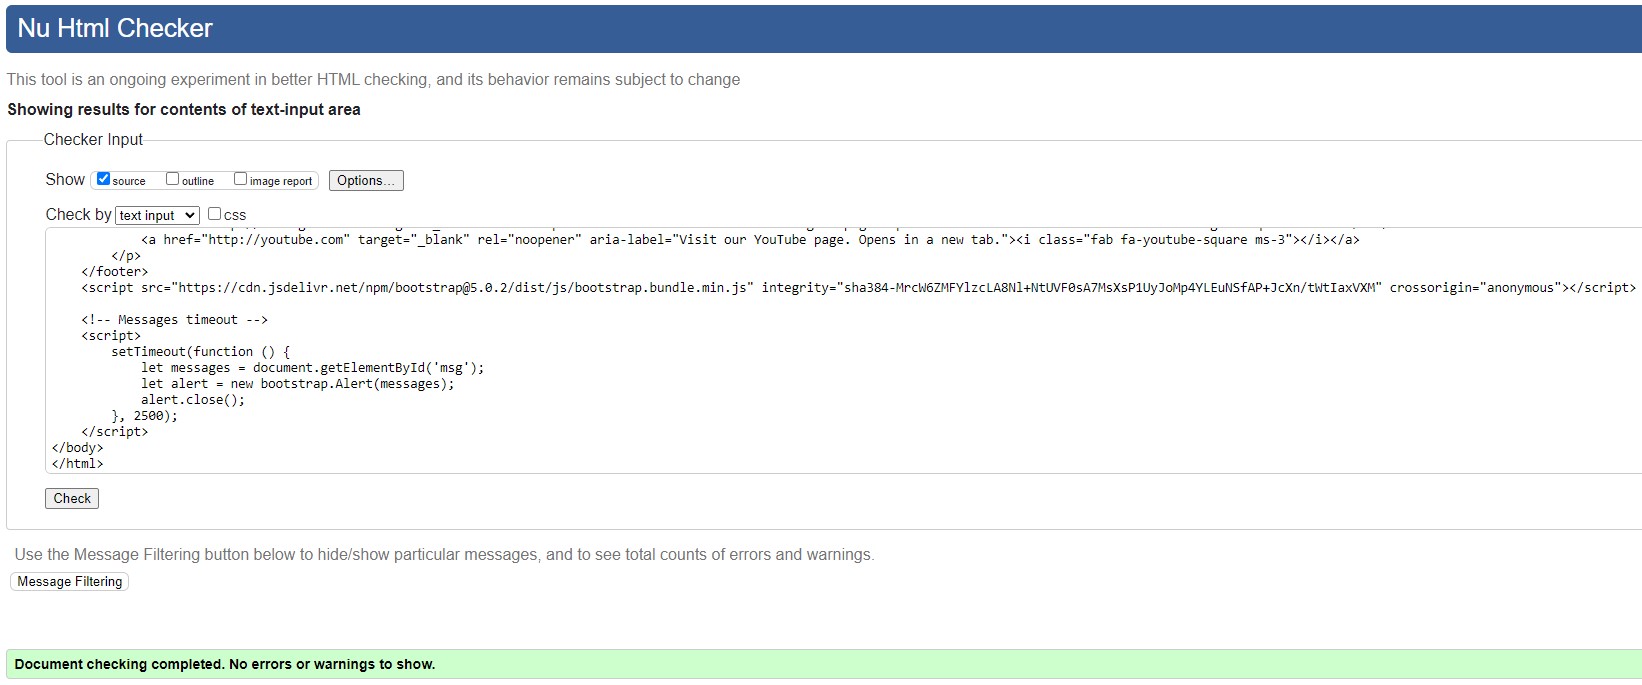 Nu Html Checker
This tool is an ongoing experiment in better HTML checking, and its behavior remains subject to change
Showing results for contents of text-input area
Checker Input
Show source outline image report Options...
Check by text input css
<a href="http://youtube.com" target="_blank" rel="noopener" aria-label="Visit our YouTube page. Opens in a new tab."><i class="fab fa-youtube-square ms-3"></i></a>
</p>
</footer>
<script src="https://cdn.jsdelivr.net/npm/bootstrap@5.0.2/dist/js/bootstrap.bundle.min.js" integrity="sha384-MrcW6ZMFYlzcLA8Nl+NtUVF0sA7MsXsP1UyJoMp4YLEuNSfAP+JcXn/tWtIaxVXM" crossorigin="anonymous"></script>
<!-- Messages timeout -->
<script>
setTimeout(function () {
let messages = document.getElementById('msg');
let alert = new bootstrap.Alert(messages);
alert.close();
}, 2500);
</script>
</body>
</html>
Check
Use the Message Filtering button below to hide/show particular messages, and to see total counts of errors and warnings.
Message Filtering
Document checking completed. No errors or warnings to show.